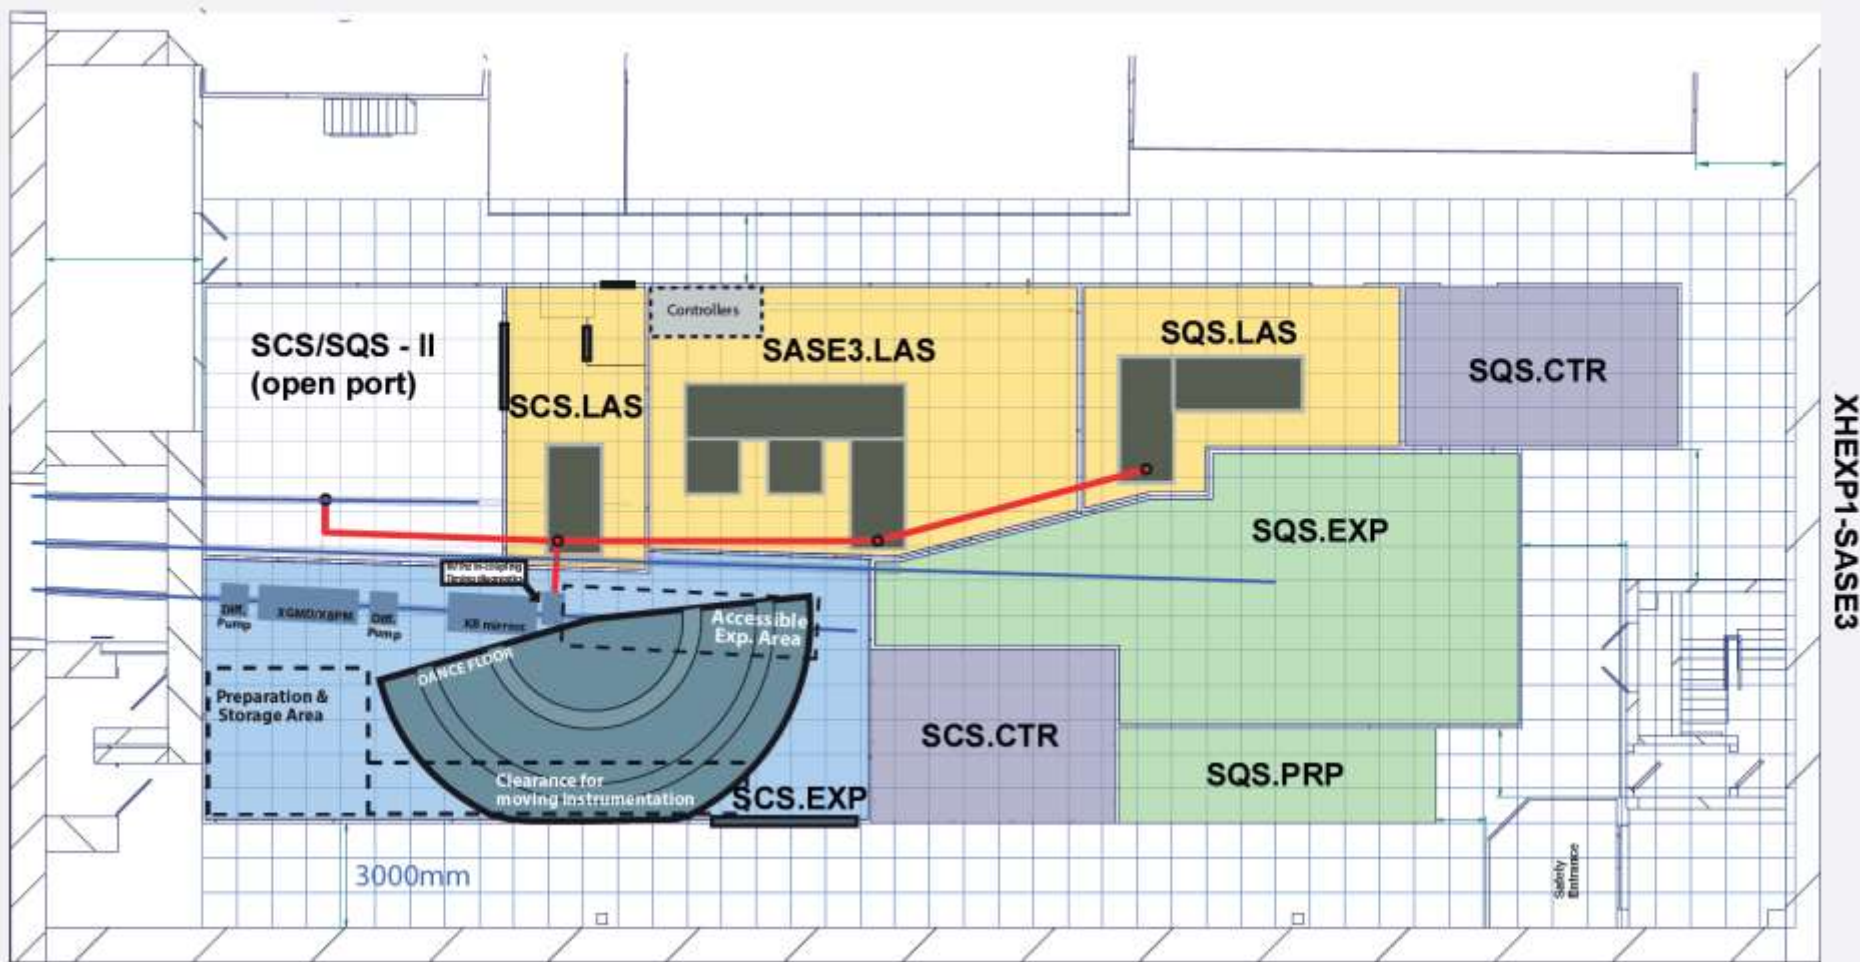 Controllers
SCS/SQS - II
(open port)
SCS.LAS
SASE3.LAS
SQS.LAS
SQS.CTR
XHEXP1-SASE3
SQS.EXP
Diff.
Pump
XGMD/XBPM
Diff.
Pump
KB mirrors
Accessible
Exp. Area
DANCE FLOOR
Preparation &
Storage Area
SCS.CTR
Clearance for
moving instrumentation
SCS.EXP
SQS.PRP
3000mm
Safety
Entrance